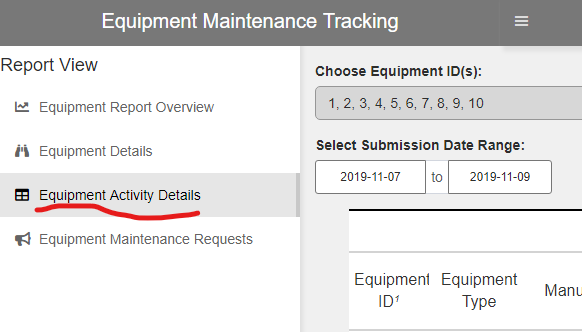 Equipment Maintenance Tracking
Report View
Equipment Report Overview
Equipment Details
Equipment Activity Details
Equipment Maintenance Requests
Choose Equipment ID(s):
1, 2, 3, 4, 5, 6, 7, 8, 9, 10
Select Submission Date Range:
2019-11-07 to 2019-11-09
Equipment Equipment
ID¹ Type Manu